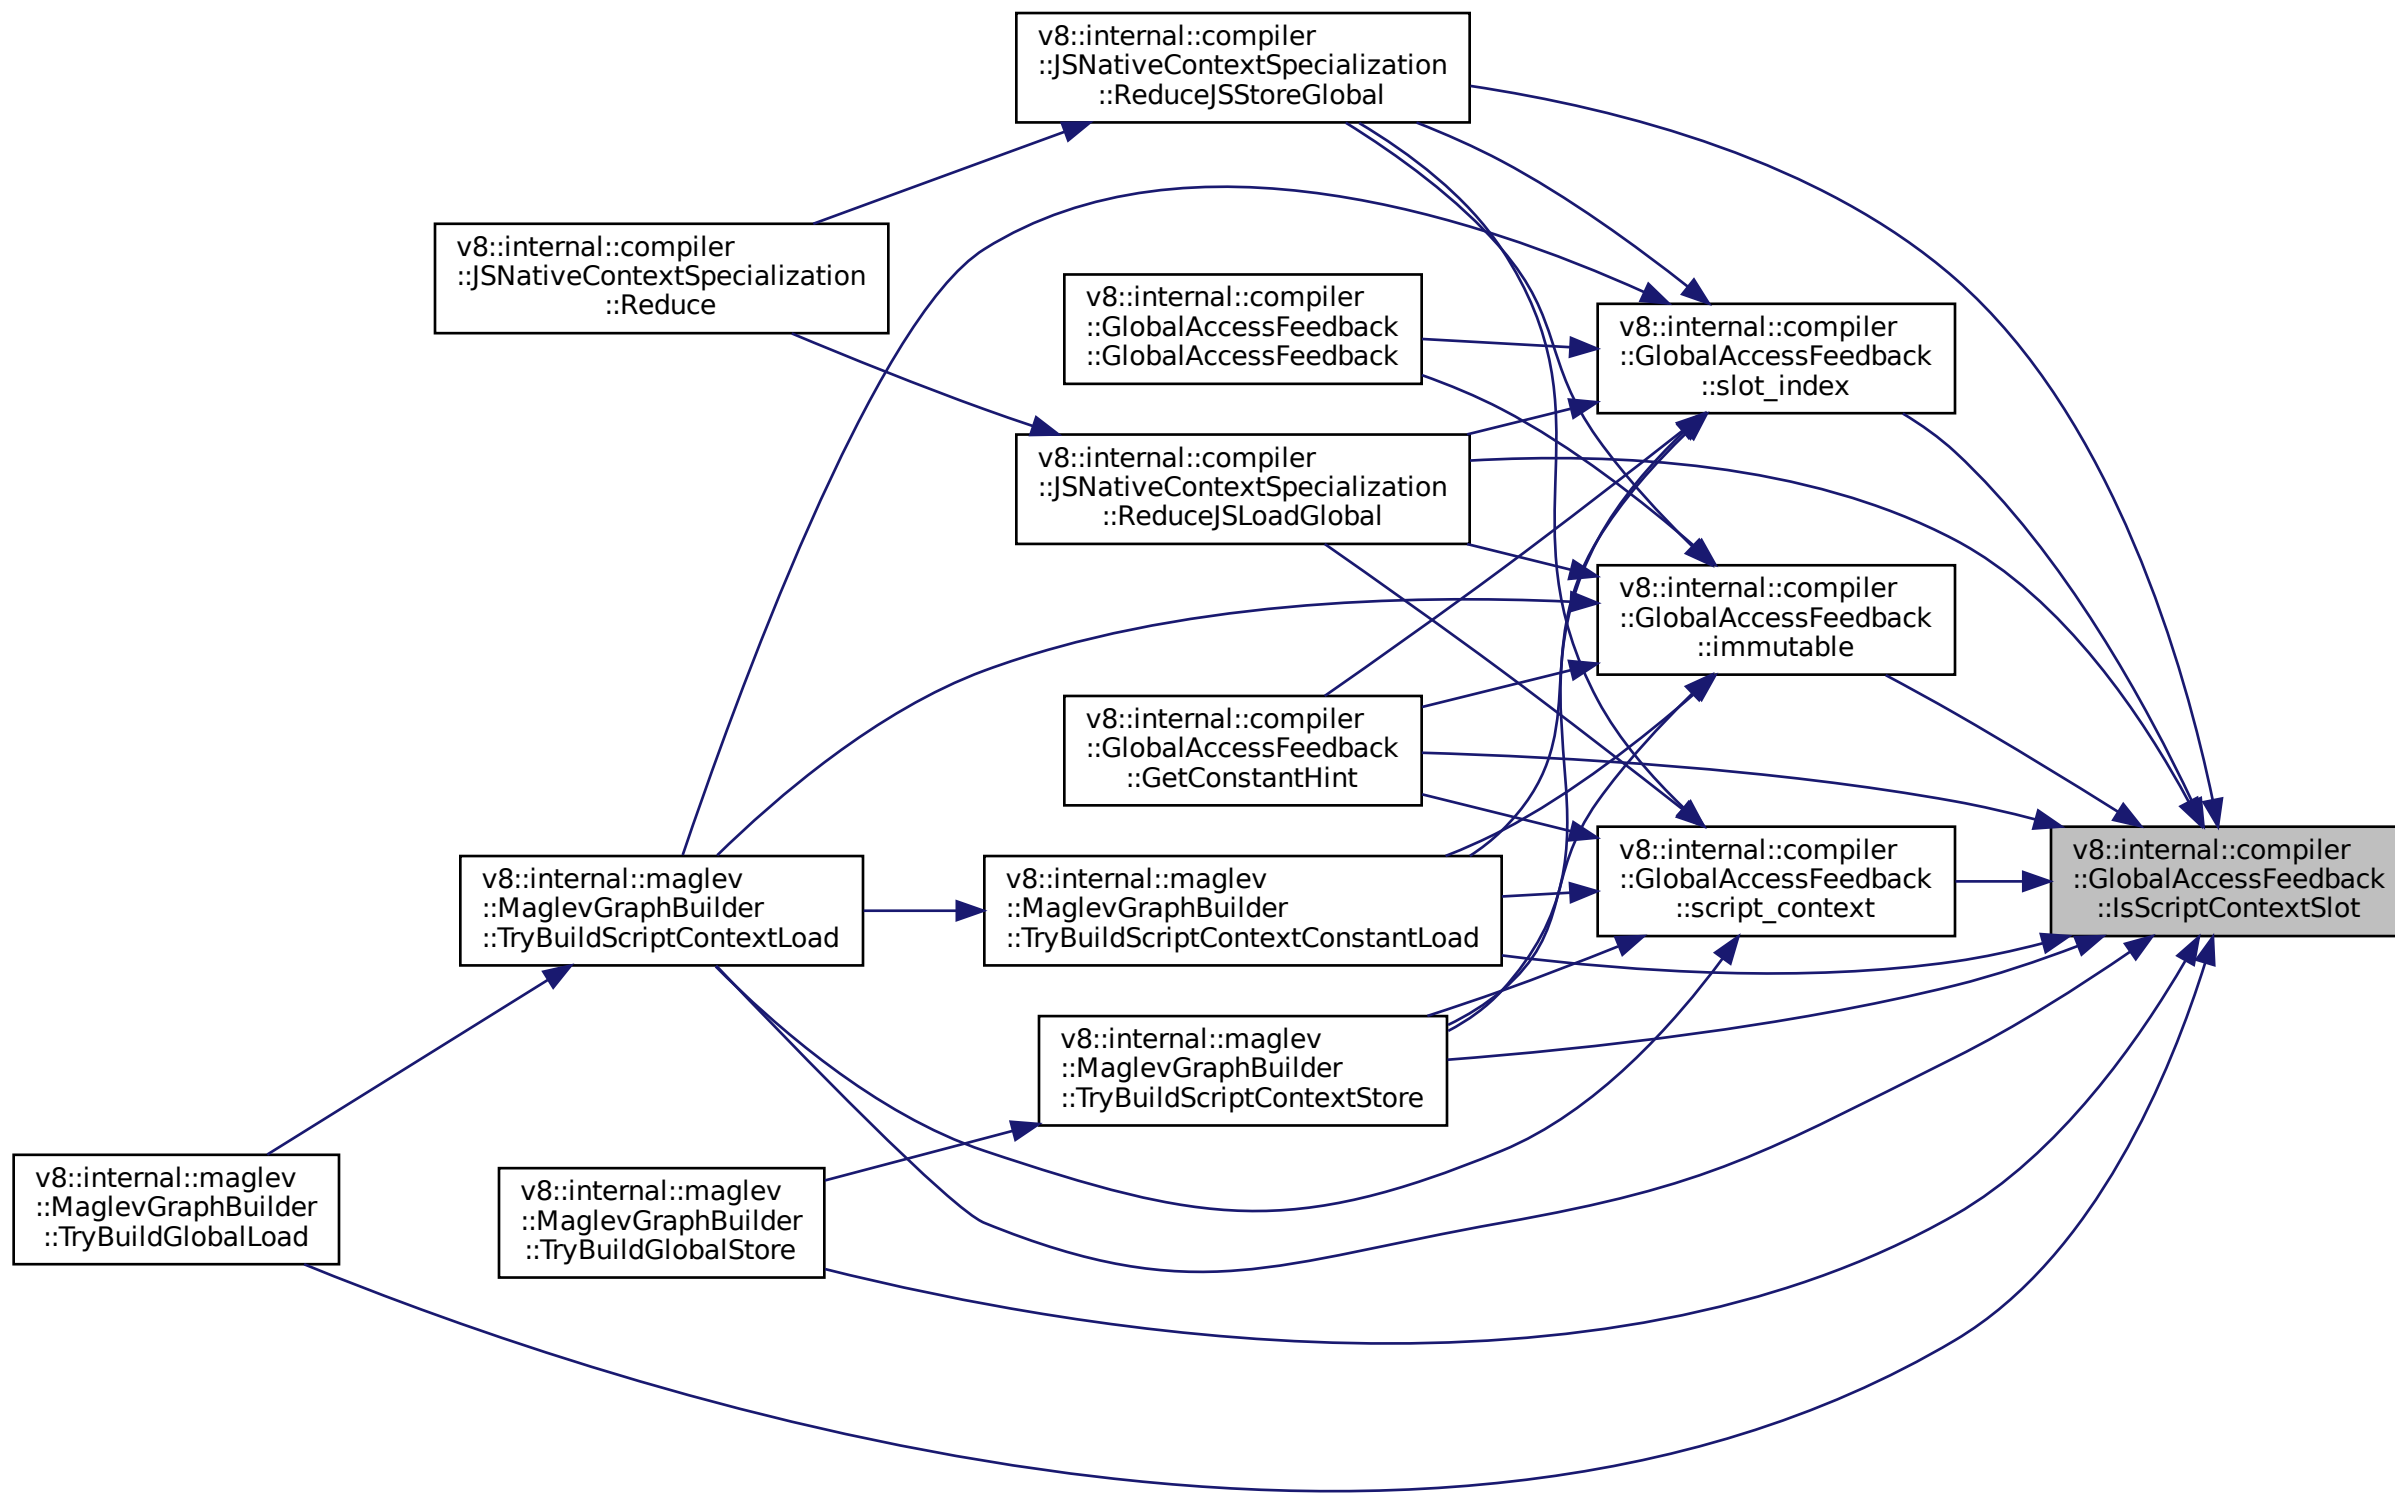 v8::internal::compiler
::JSNativeContextSpecialization
::ReduceJSStoreGlobal
v8::internal::compiler
::JSNativeContextSpecialization
::Reduce
v8::internal::compiler
::GlobalAccessFeedback
::GlobalAccessFeedback
v8::internal::compiler
::GlobalAccessFeedback
::slot_index
v8::internal::compiler
::JSNativeContextSpecialization
::ReduceJSLoadGlobal
v8::internal::compiler
::GlobalAccessFeedback
::immutable
v8::internal::compiler
::GlobalAccessFeedback
::GetConstantHint
v8::internal::compiler
::GlobalAccessFeedback
::script_context
v8::internal::compiler
::GlobalAccessFeedback
::IsScriptContextSlot
v8::internal::maglev
::MaglevGraphBuilder
::TryBuildScriptContextLoad
v8::internal::maglev
::MaglevGraphBuilder
::TryBuildScriptContextConstantLoad
v8::internal::maglev
::MaglevGraphBuilder
::TryBuildScriptContextStore
v8::internal::maglev
::MaglevGraphBuilder
::TryBuildGlobalLoad
v8::internal::maglev
::MaglevGraphBuilder
::TryBuildGlobalStore